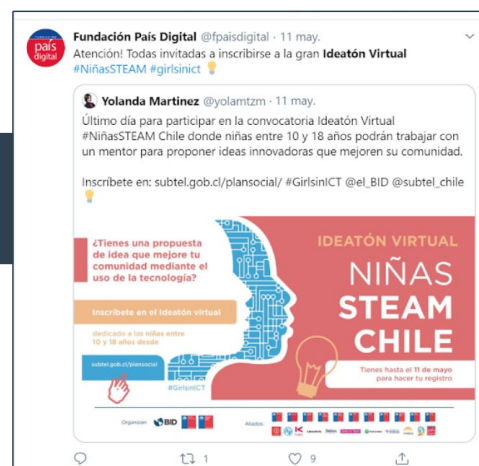 Fundación País Digital @fpaisdigital · 11 may.
país
digital
Atención! Todas invitadas a inscribirse a la gran Ideatón Virtual
#NiñasSTEAM #girlsinict
Yolanda Martinez @yolamtzm · 11 may.
Último día para participar en la convocatoria Ideatón Virtual
#NiñasSTEAM Chile donde niñas entre 10 y 18 años podrán trabajar con
un mentor para proponer ideas innovadoras que mejoren su comunidad.
Inscríbete en: subtel.gob.cl/plansocial/ #GirlsinICT @el_BID @subtel_chile
¿Tienes una propuesta
de idea que mejore tu
comunidad mediante el
uso de la tecnología?
Inscríbete en el Ideatón virtual
dedicado a las niñas entre
10 y 18 años desde
subtel.gob.cl/plansocial
#GirlsinICT
IDEATÓN VIRTUAL
NIÑAS
STEAM
CHILE
Tienes hasta el 11 de mayo
para hacer tu registro
Organizan:
BID
Aliados:
1
9